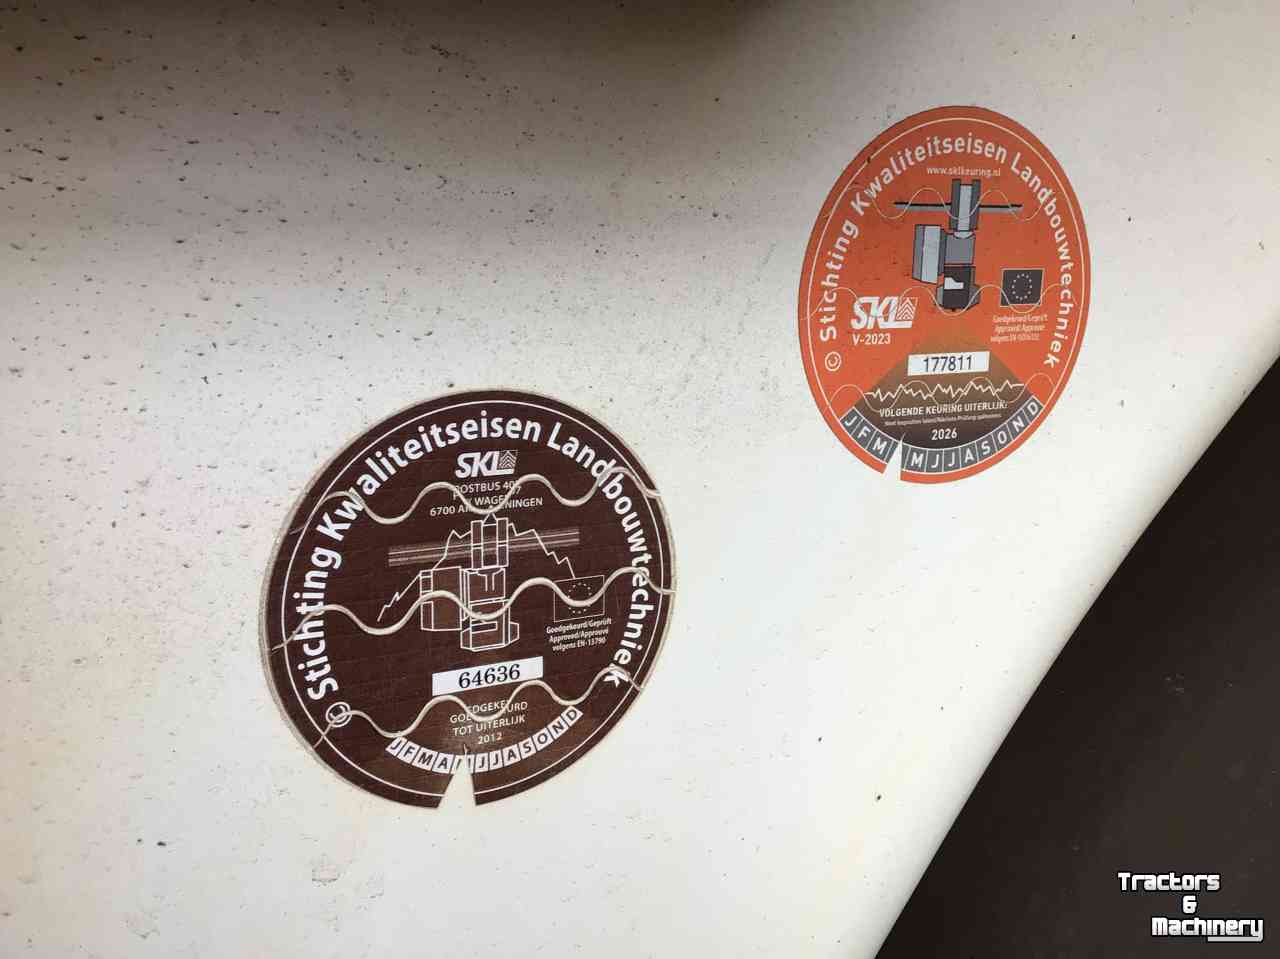 Stichting Kwaliteitseisen Landbouwtechniek
SKL
POSTBUS 407
6700 AK WAGENINGEN
Goedgekeurd/Geprüft
Approved/Approuvé
volgens EN-13790
64636
GOEDGEKEURD
TOT UITERLIJK
2012
J F M A M J J A S O N D
©
© Stichting Kwaliteitseisen Landbouwtechniek
www.sklkeuring.nl
SKL
V-2023
Goedgekeurd/Geprüft
Approved/Approuvé
177811
VOLGENDE KEURING UITERLIJK:
2026
J F M M J J A S O N D
Tractors
&
Machinery